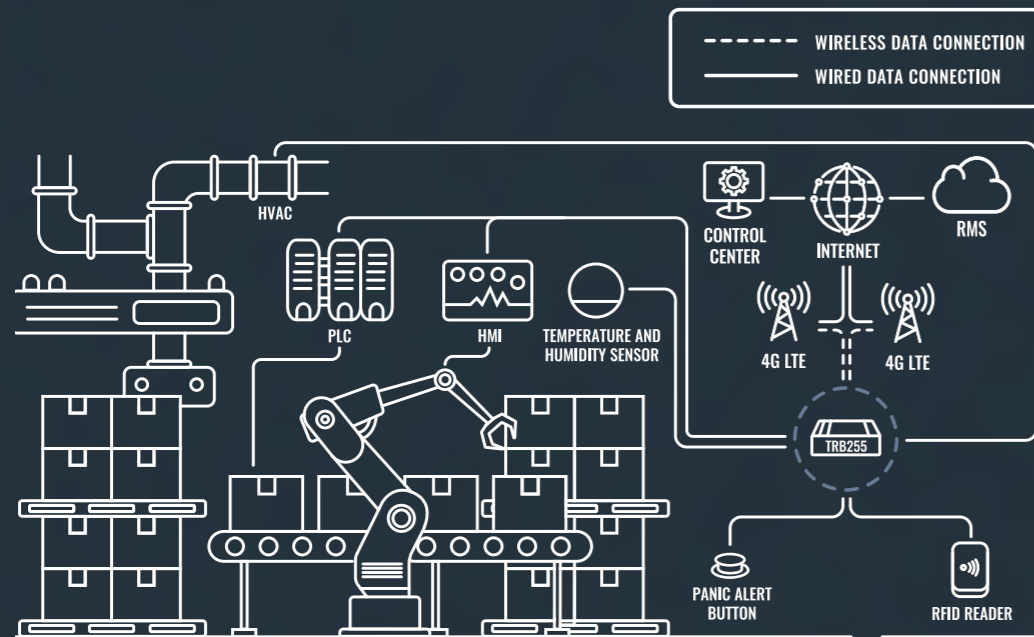 WIRELESS DATA CONNECTION
WIRED DATA CONNECTION
HVAC
CONTROL
CENTER
INTERNET
RMS
PLC
HMI
TEMPERATURE AND
HUMIDITY SENSOR
4G LTE
4G LTE
TRB255
PANIC ALERT
BUTTON
RFID READER